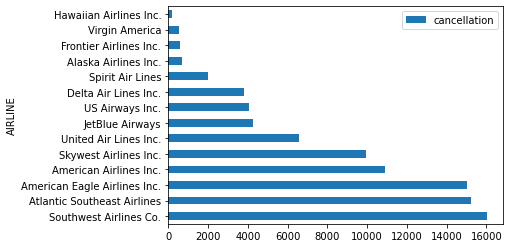 Hawaiian Airlines Inc.
Virgin America
Frontier Airlines Inc.
Alaska Airlines Inc.
Spirit Air Lines
Delta Air Lines Inc.
US Airways Inc.
JetBlue Airways
United Air Lines Inc.
Skywest Airlines Inc.
American Airlines Inc.
American Eagle Airlines Inc.
Atlantic Southeast Airlines
Southwest Airlines Co.
AIRLINE
cancellation
0 2000 4000 6000 8000 10000 12000 14000 16000